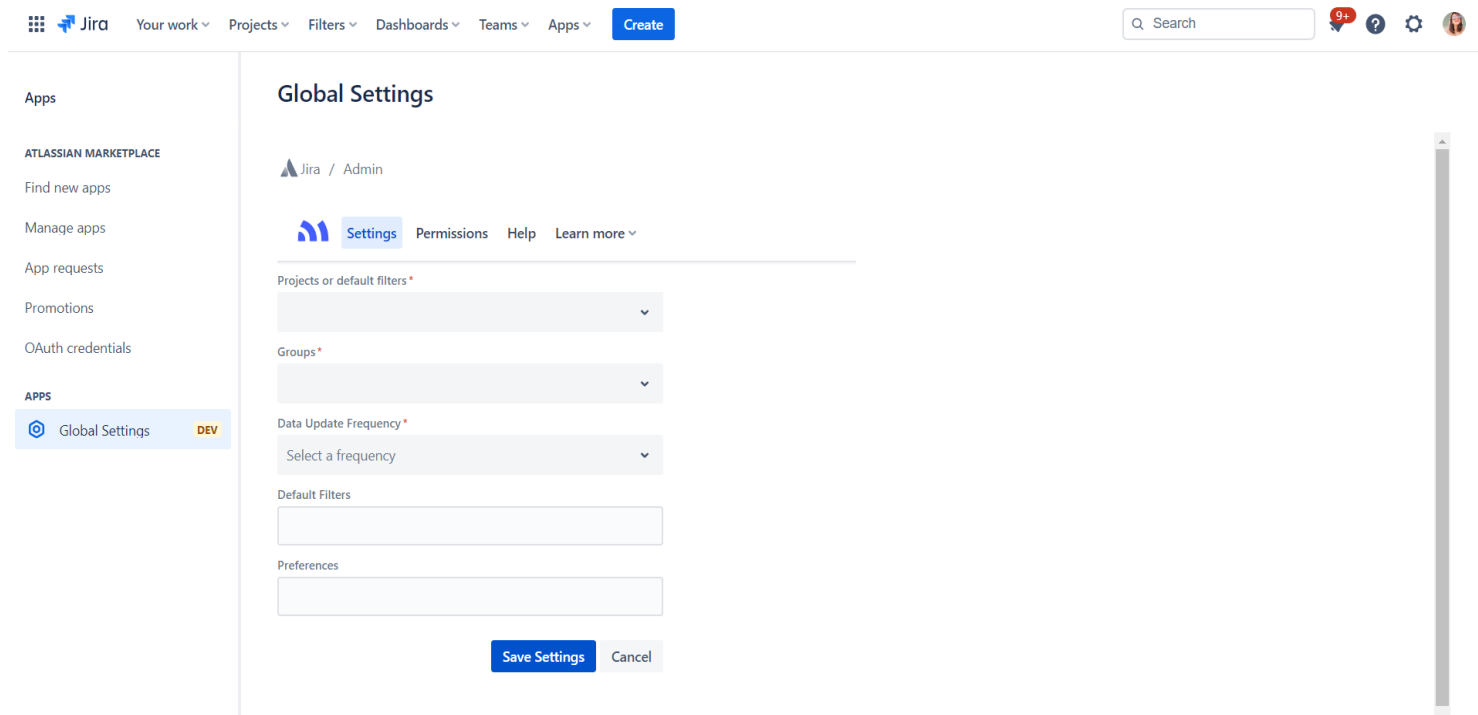 Jira Your work Projects Filters Dashboards Teams Apps Create Search 9+
Apps
ATLASSIAN MARKETPLACE
Find new apps
Manage apps
App requests
Promotions
OAuth credentials
APPS
Global Settings DEV
Global Settings
Jira / Admin
Settings Permissions Help Learn more
Projects or default filters*
Groups*
Data Update Frequency*
Select a frequency
Default Filters
Preferences
Save Settings Cancel